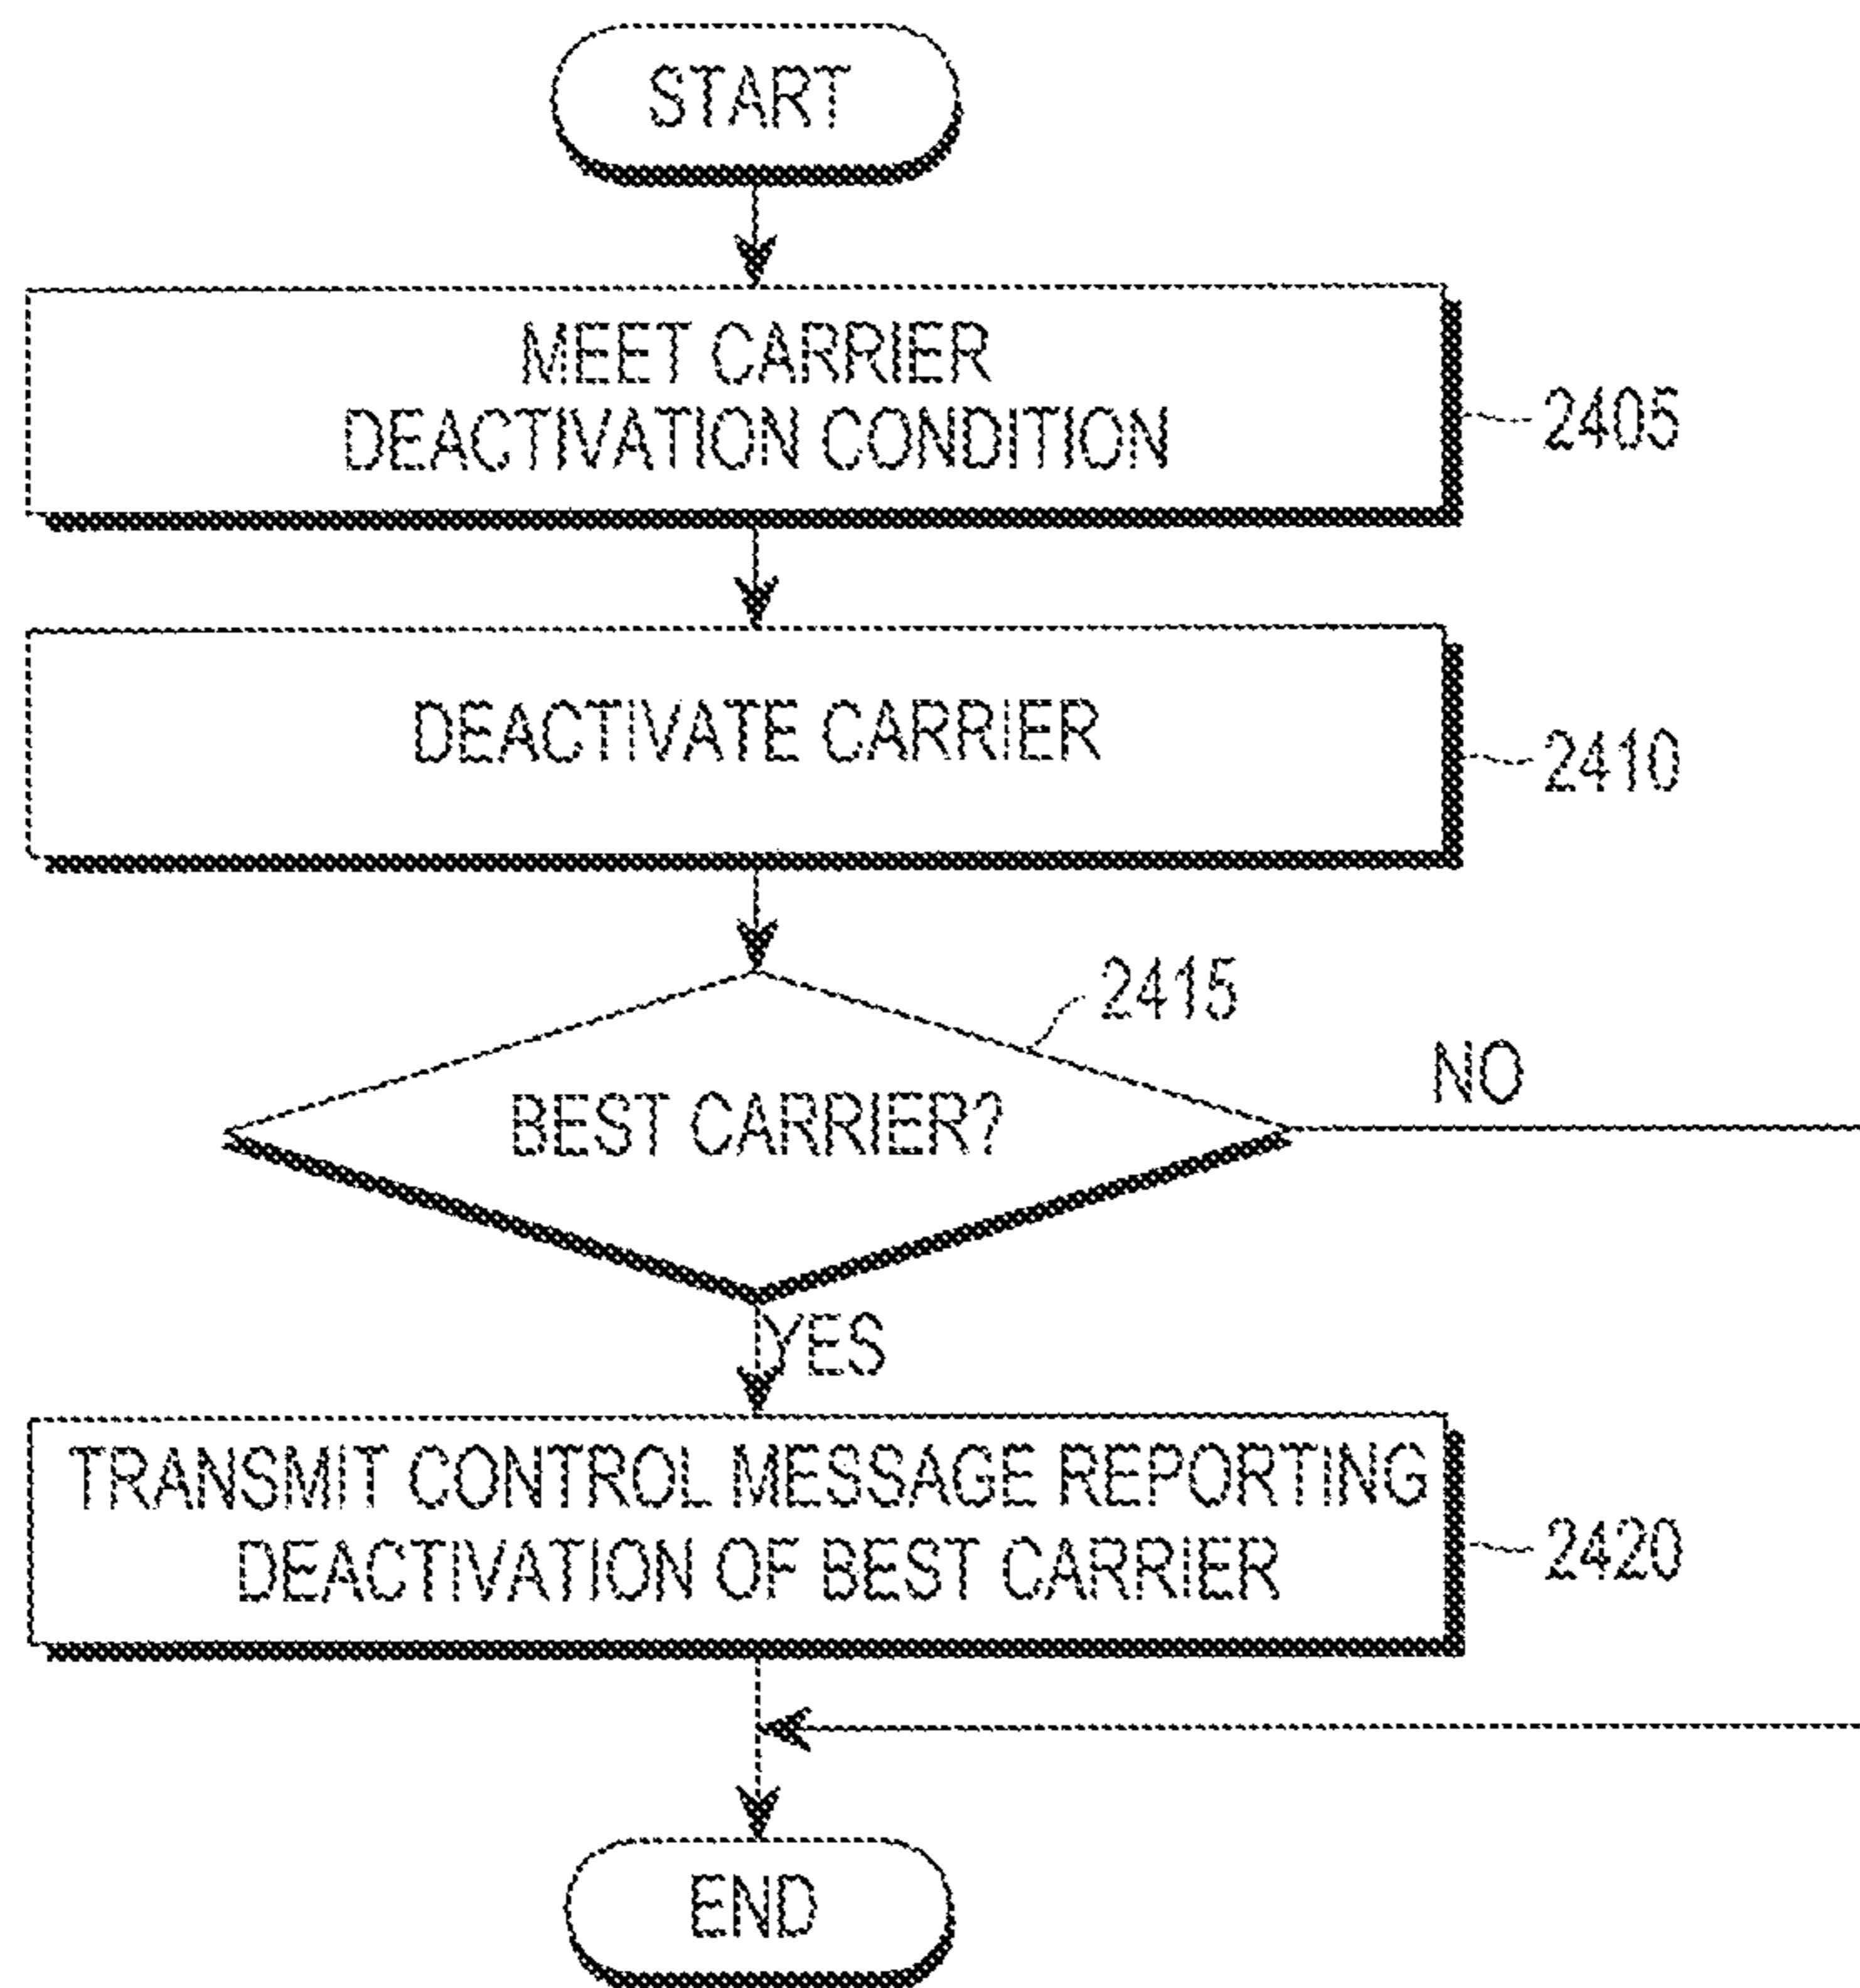 START
MEET CARRIER
DEACTIVATION CONDITION
2405
DEACTIVATE CARRIER
2410
2415
BEST CARRIER?
NO
YES
TRANSMIT CONTROL MESSAGE REPORTING
DEACTIVATION OF BEST CARRIER
2420
END